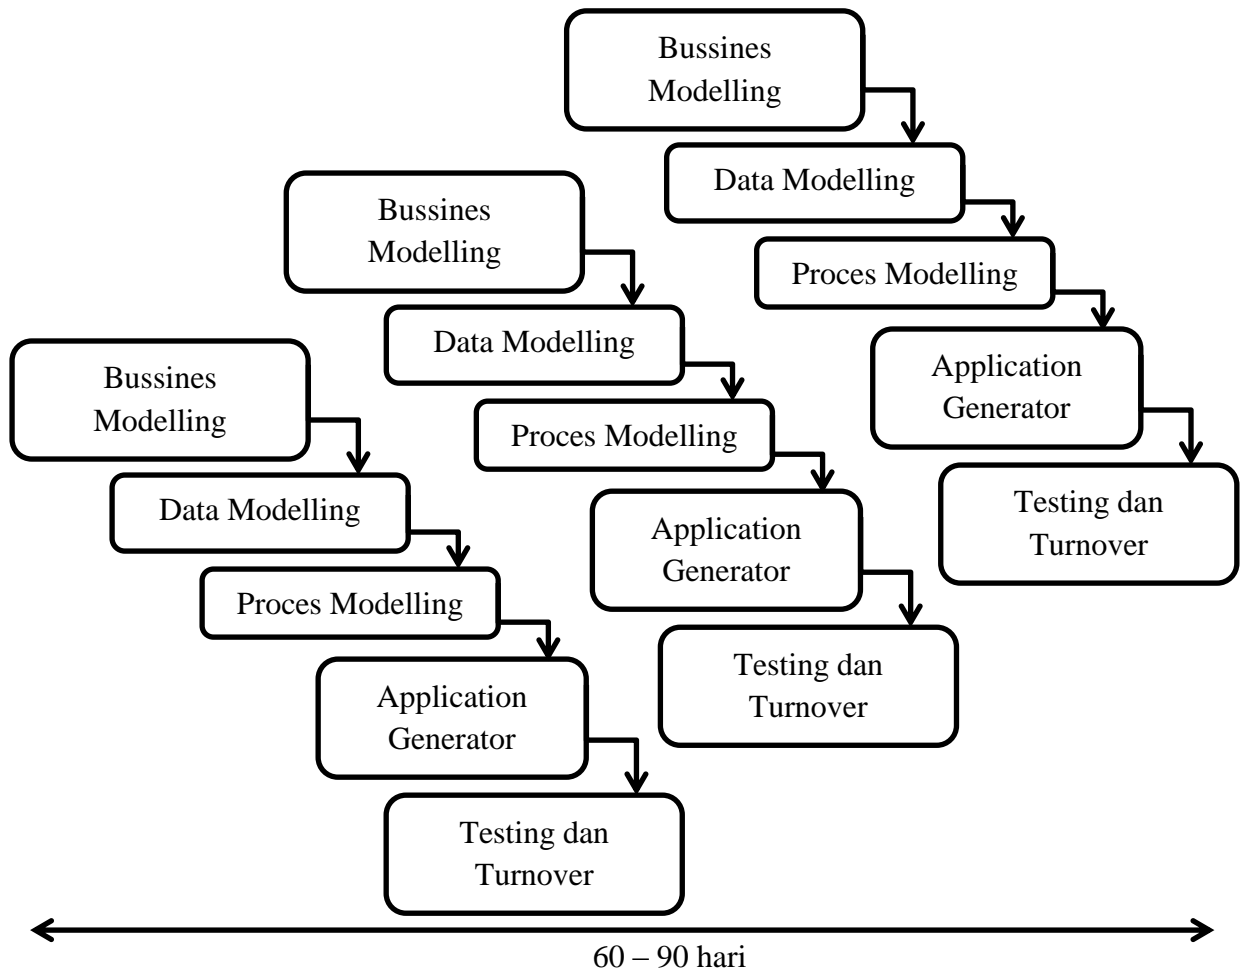 Bussines
Modelling
Data Modelling
Proces Modelling
Application
Generator
Testing dan
Turnover
Bussines
Modelling
Data Modelling
Proces Modelling
Application
Generator
Testing dan
Turnover
Bussines
Modelling
Data Modelling
Proces Modelling
Application
Generator
Testing dan
Turnover
60 – 90 hari